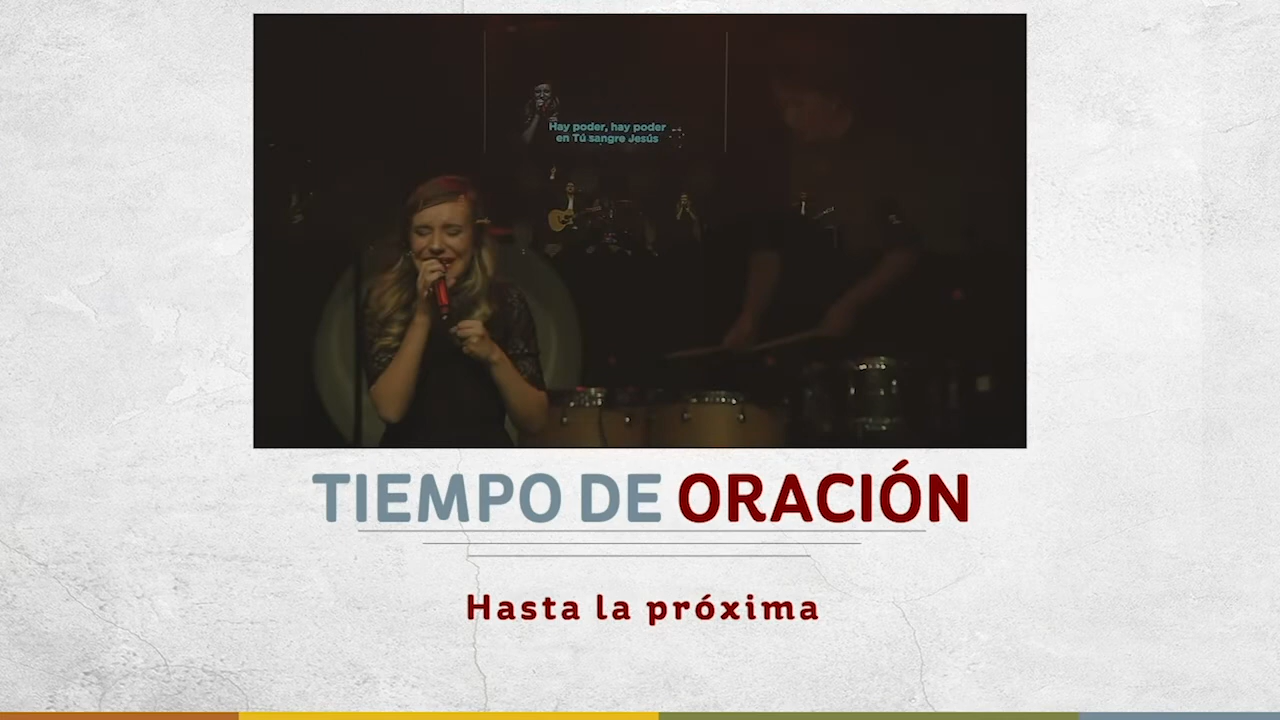 Hay poder, hay poder
en Tú sangre Jesús
TIEMPO DE ORACIÓN
Hasta la próxima